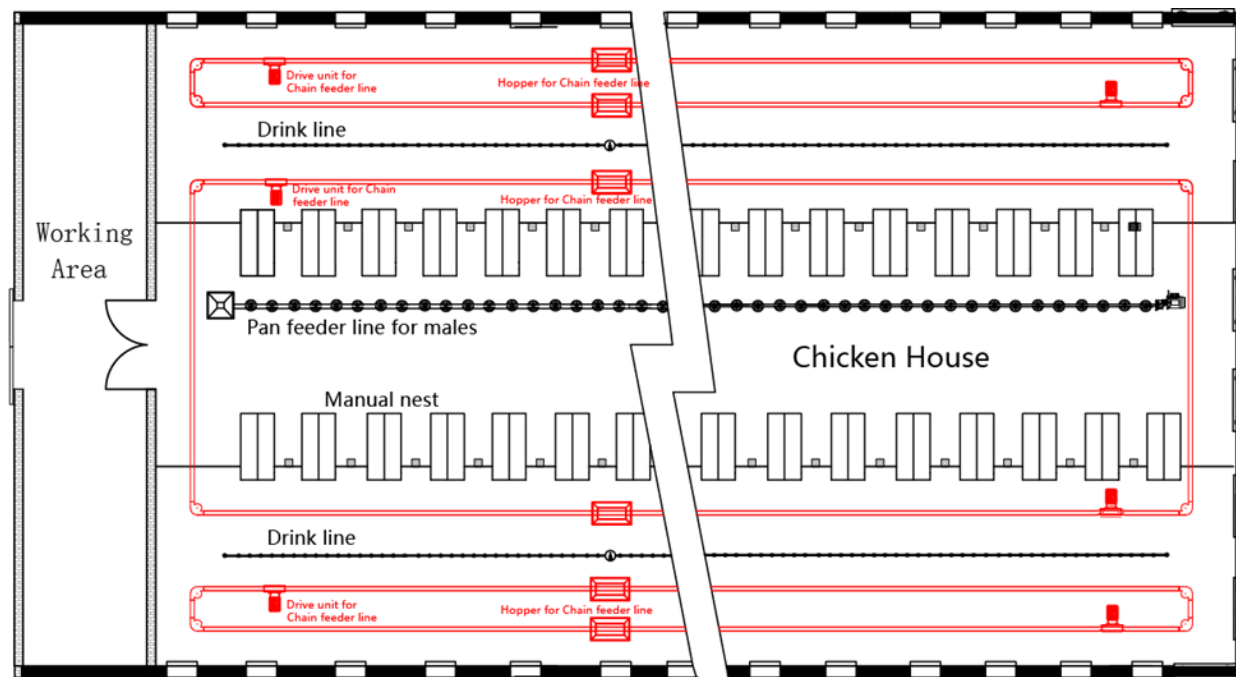 Drive unit for
Chain feeder line
Hopper for Chain feeder line
Drink line
Drive unit for Chain
feeder line
Hopper for Chain feeder line
Working
Area
Pan feeder line for males
Chicken House
Manual nest
Drink line
Drive unit for
Chain feeder line
Hopper for Chain feeder line